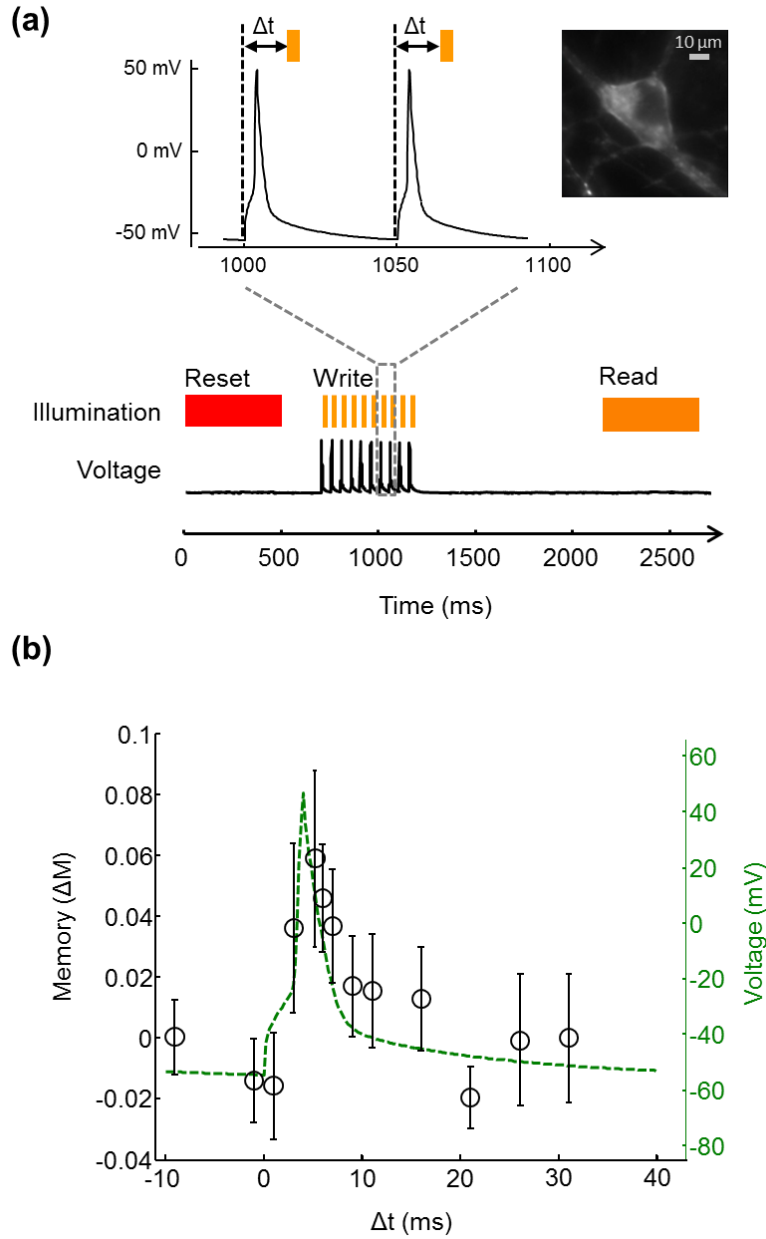 (a)
Δt Δt
10 µm
50 mV
0 mV
-50 mV
1000 1050 1100
Reset Write Read
Illumination
Voltage
0 500 1000 1500 2000 2500
Time (ms)
(b)
0.1
0.08
0.06
0.04
0.02
0
-0.02
-0.04
Memory (ΔM)
60
40
20
0
-20
-40
-60
-80
Voltage (mV)
-10 0 10 20 30 40
Δt (ms)